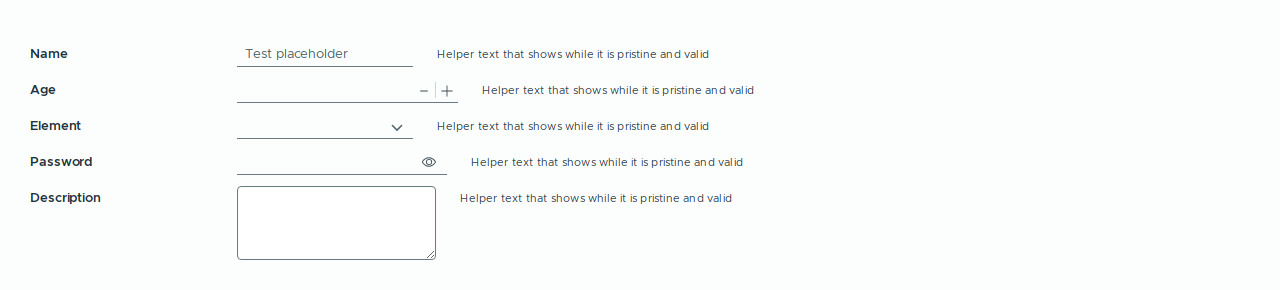 Name Test placeholder Helper text that shows while it is pristine and valid
Age Helper text that shows while it is pristine and valid
Element Helper text that shows while it is pristine and valid
Password Helper text that shows while it is pristine and valid
Description Helper text that shows while it is pristine and valid